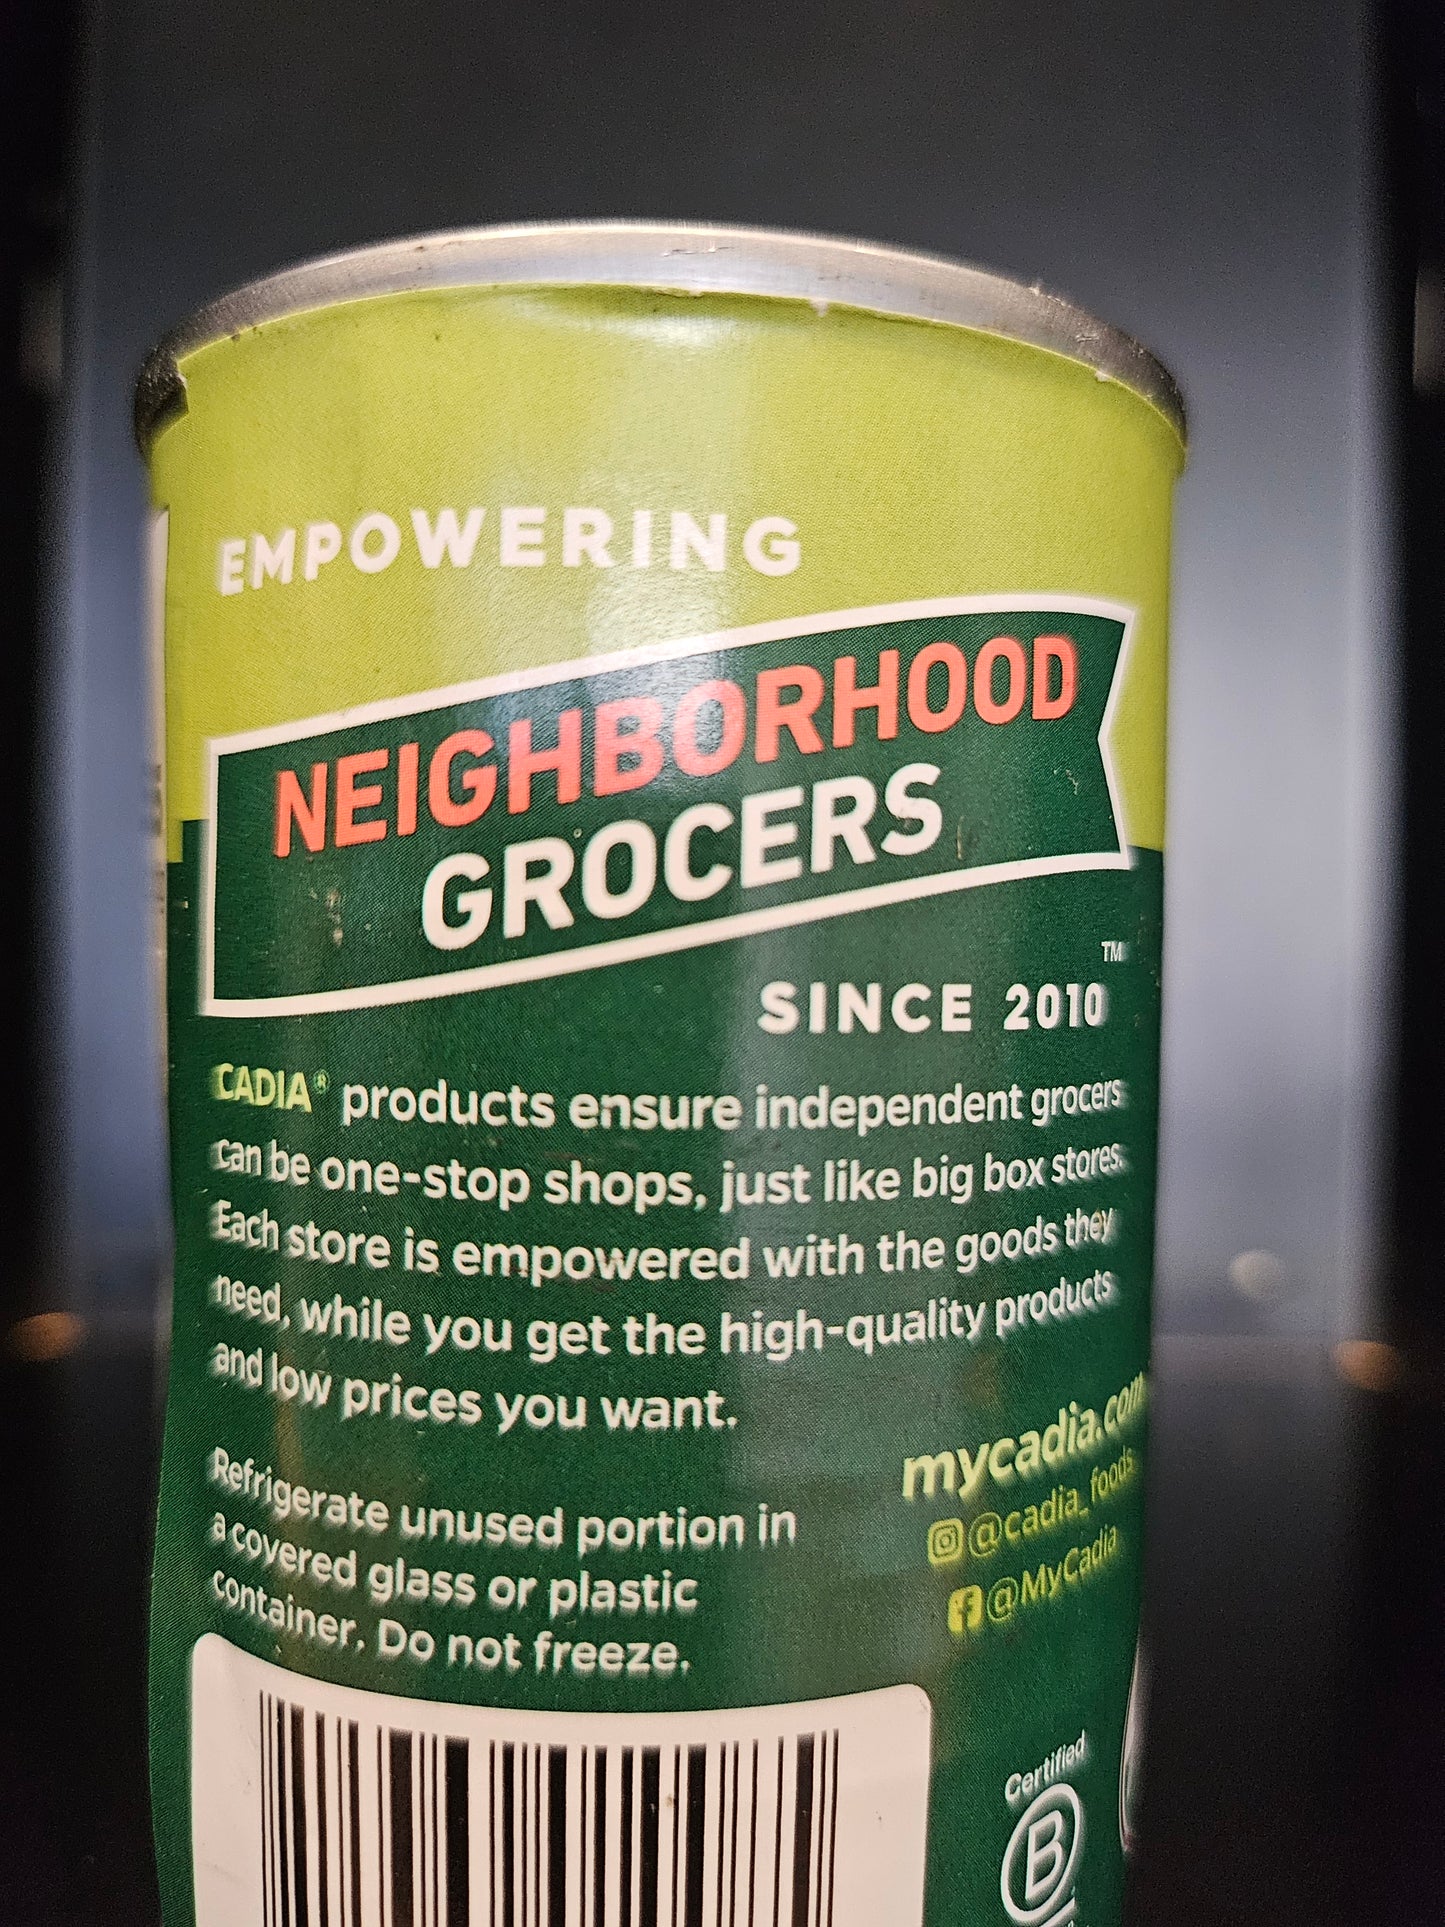 EMPOWERING
NEIGHBORHOOD
GROCERS
TM
SINCE 2010
CADIA® products ensure independent grocers
can be one-stop shops, just like big box stores.
Each store is empowered with the goods they
need, while you get the high-quality products
and low prices you want.
mycadia.com
@cadia_foods
@MyCadia
Refrigerate unused portion in
a covered glass or plastic
container. Do not freeze.
Certified
B